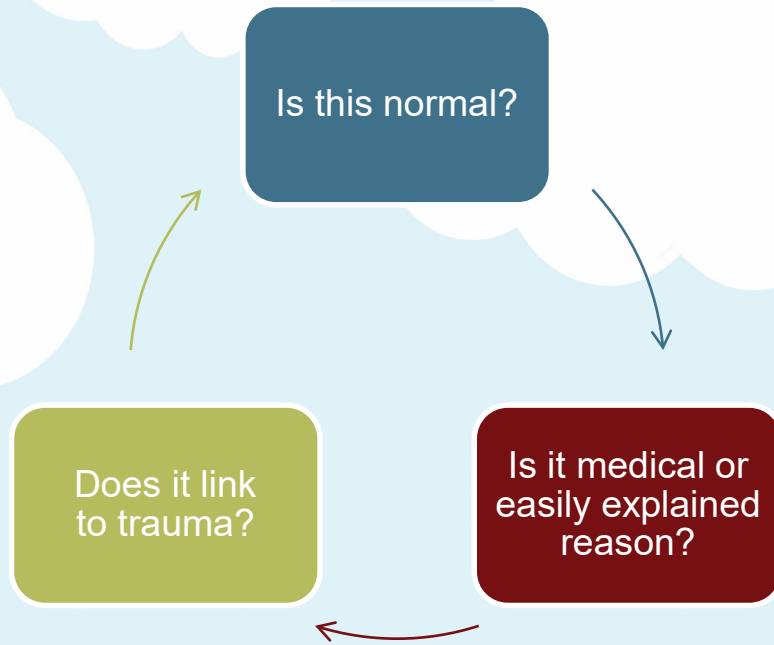 Is this normal?
Is it medical or
easily explained
reason?
Does it link
to trauma?